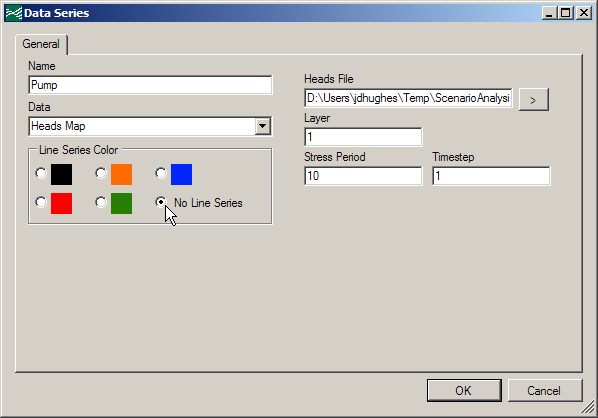 Data Series
General
Name
Pump
Data
Heads Map
Line Series Color
No Line Series
Heads File
D:\Users\jdhughes\Temp\ScenarioAnalysi
>
Layer
1
Stress Period
10
Timestep
1
OK
Cancel